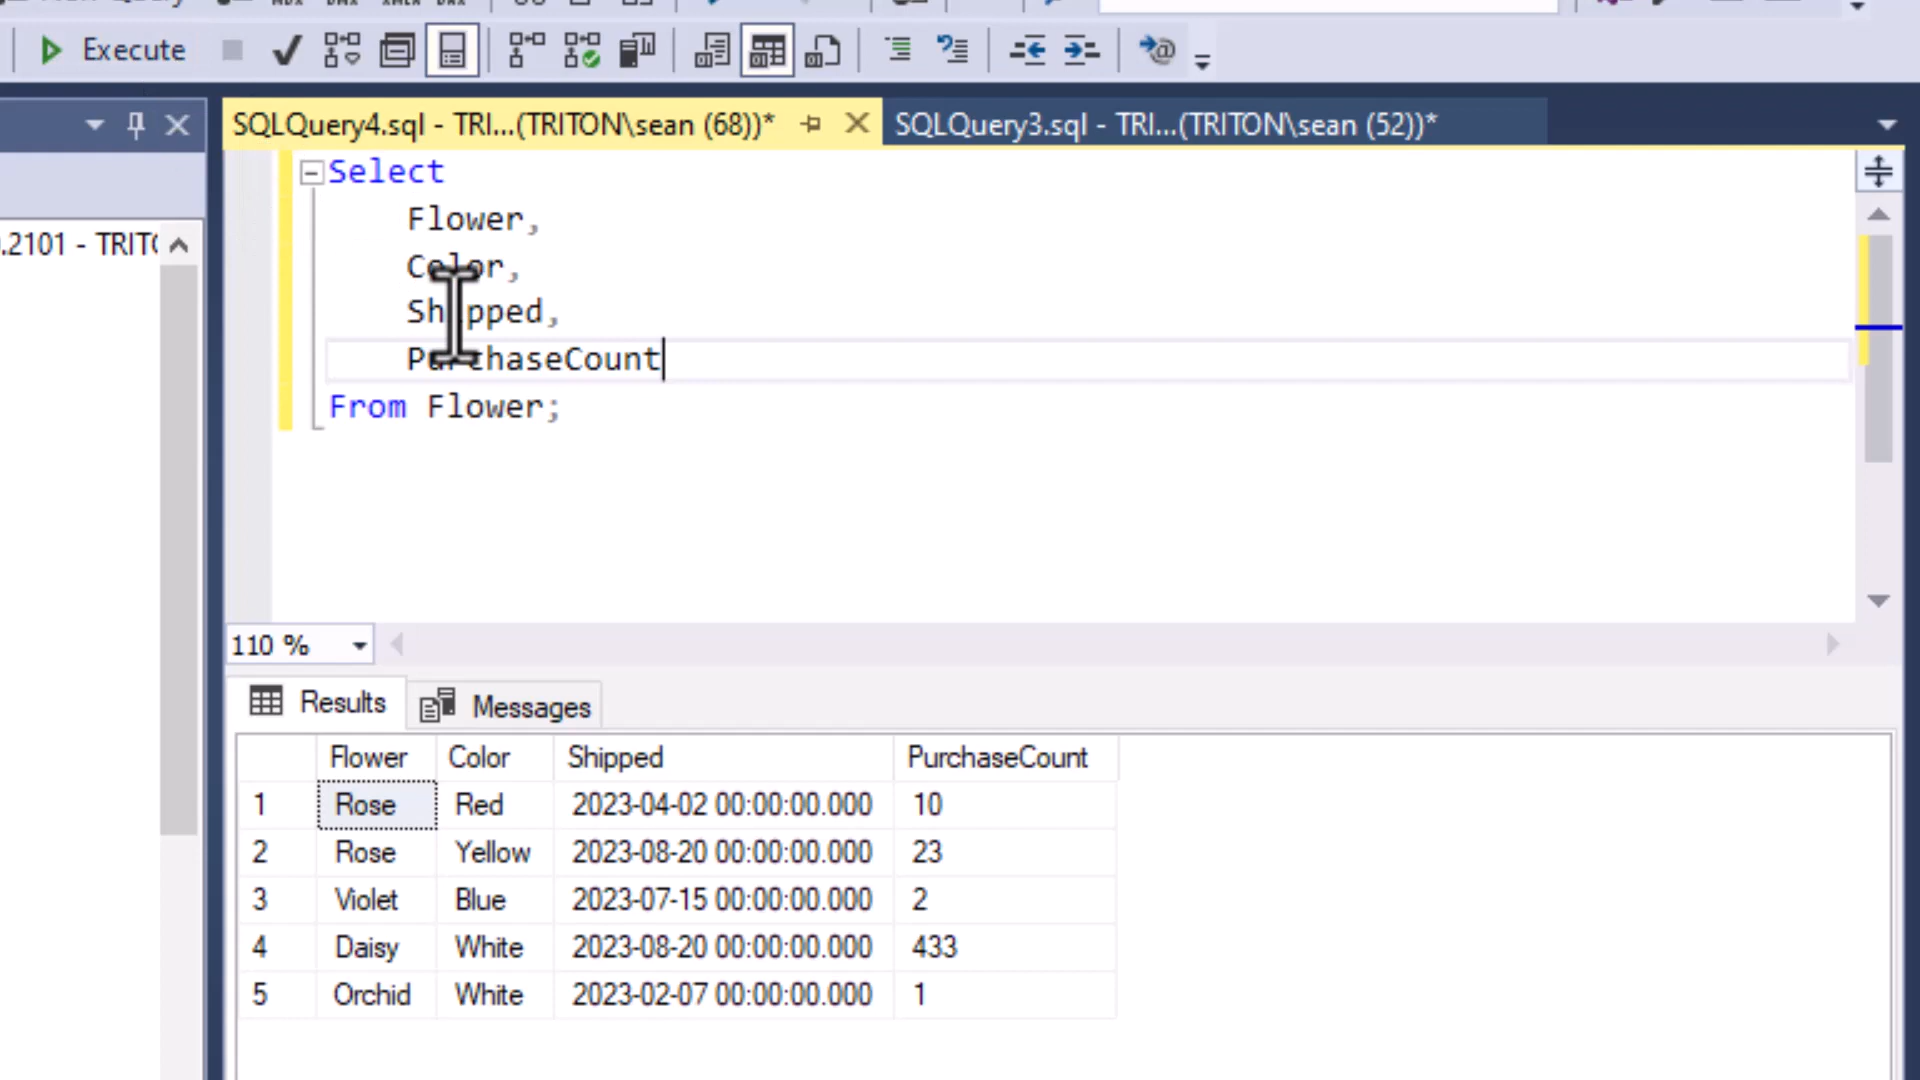 Execute
SQLQuery4.sql - TRI...(TRITON\sean (68))*
SQLQuery3.sql - TRI...(TRITON\sean (52))*
.2101 - TRIT
Select
Flower,
Color,
Shipped,
PurchaseCount
From Flower;
110 %
Results
Messages
Flower Color Shipped PurchaseCount
1 Rose Red 2023-04-02 00:00:00.000 10
2 Rose Yellow 2023-08-20 00:00:00.000 23
3 Violet Blue 2023-07-15 00:00:00.000 2
4 Daisy White 2023-08-20 00:00:00.000 433
5 Orchid White 2023-02-07 00:00:00.000 1